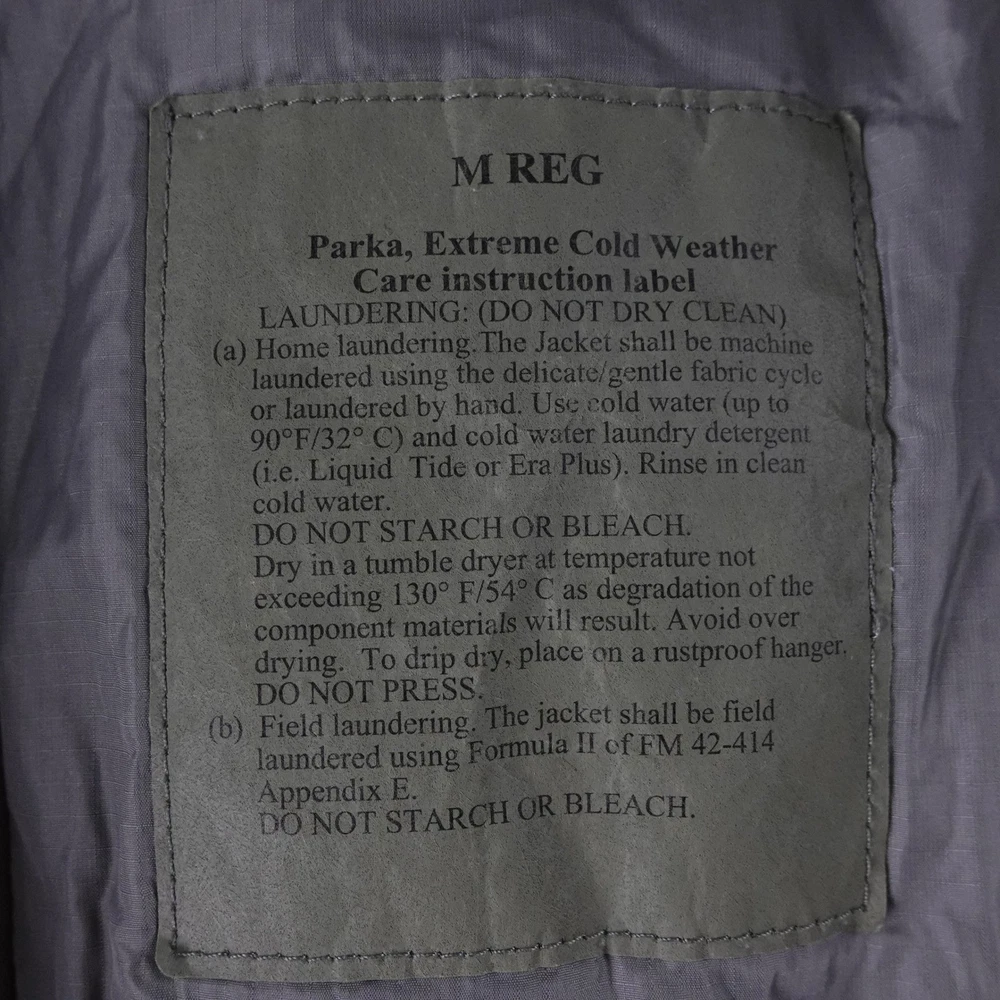 M REG
Parka, Extreme Cold Weather
Care instruction label
LAUNDERING: (DO NOT DRY CLEAN)
(a) Home laundering.The Jacket shall be machine
laundered using the delicate/gentle fabric cycle
or laundered by hand. Use cold water (up to
90°F/32° C) and cold water laundry detergent
(i.e. Liquid Tide or Era Plus). Rinse in clean
cold water.
DO NOT STARCH OR BLEACH.
Dry in a tumble dryer at temperature not
exceeding 130° F/54° C as degradation of the
component materials will result. Avoid over
drying. To drip dry, place on a rustproof hanger.
DO NOT PRESS.
(b) Field laundering. The jacket shall be field
laundered using Formula II of FM 42-414
Appendix E.
DO NOT STARCH OR BLEACH.